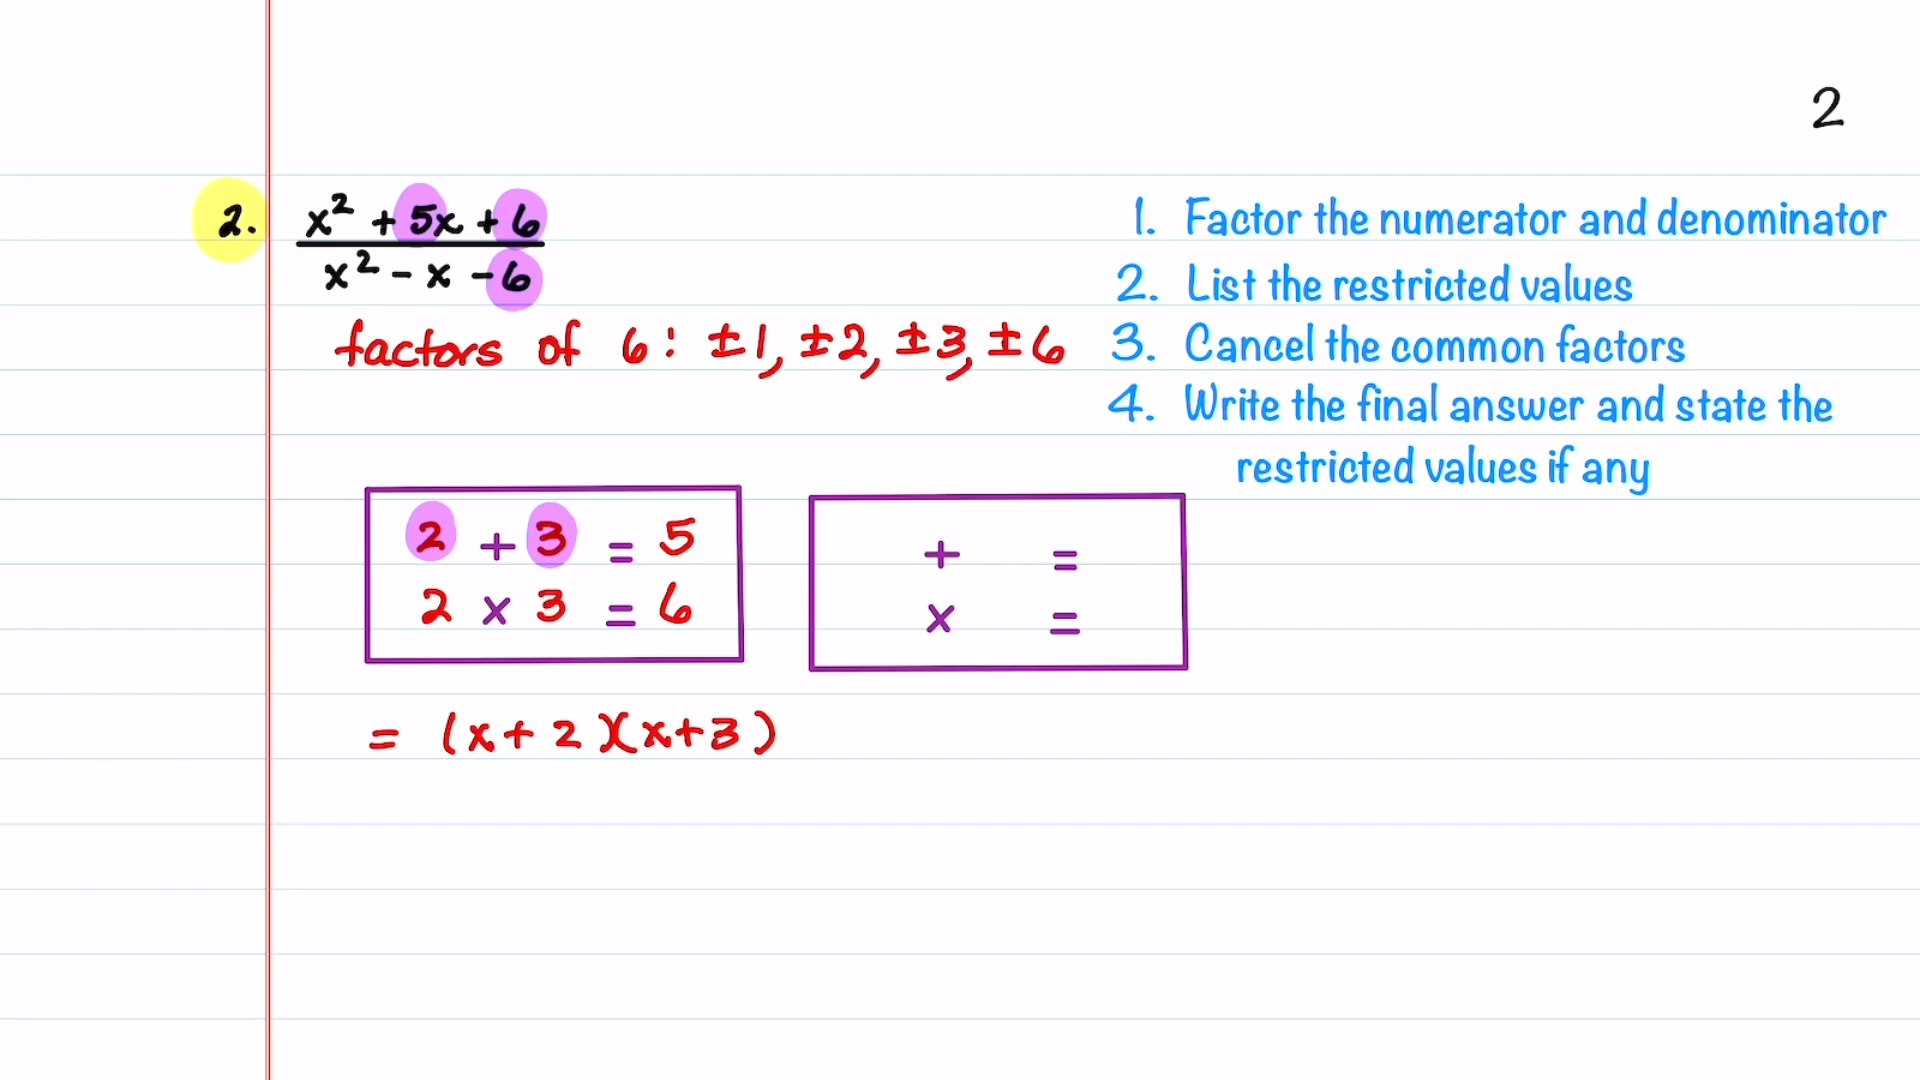 2
2. x² + 5x + 6
x² - x - 6
factors of 6: ±1, ±2, ±3, ±6
1. Factor the numerator and denominator
2. List the restricted values
3. Cancel the common factors
4. Write the final answer and state the
restricted values if any
2 + 3 = 5
2 x 3 = 6
+ =
x =
= (x+2)(x+3)